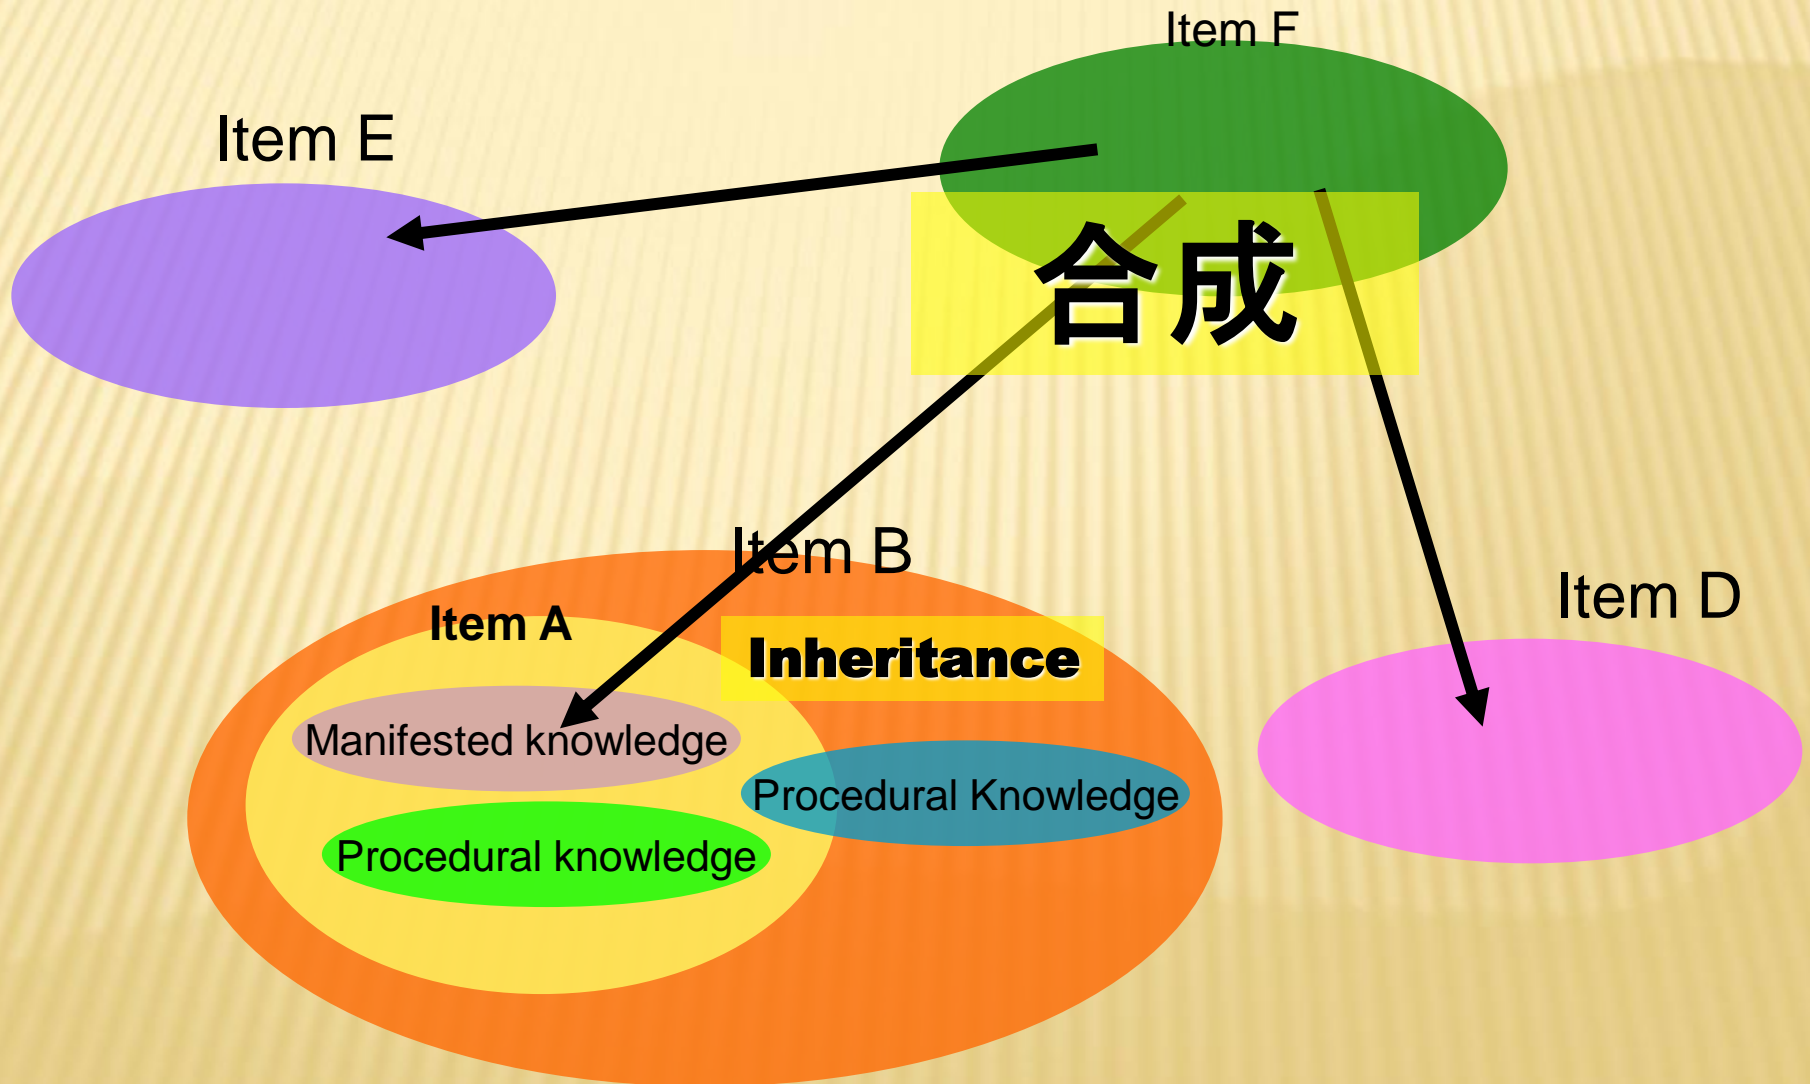 Item F
Item E
合成
Item B
Item D
Item A
Inheritance
Manifested knowledge
Procedural Knowledge
Procedural knowledge